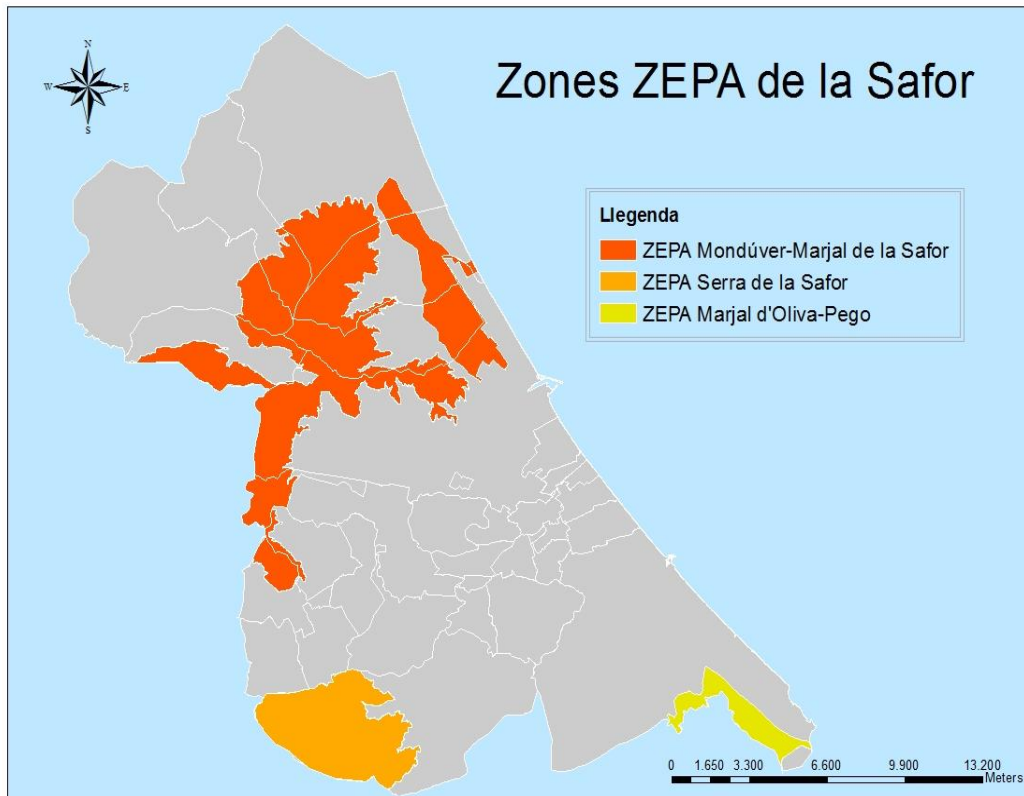 N
W E
S
Zones ZEPA de la Safor
Llegenda
ZEPA Mondúver-Marjal de la Safor
ZEPA Serra de la Safor
ZEPA Marjal d'Oliva-Pego
0 1.650 3.300 6.600 9.900 13.200
Meters